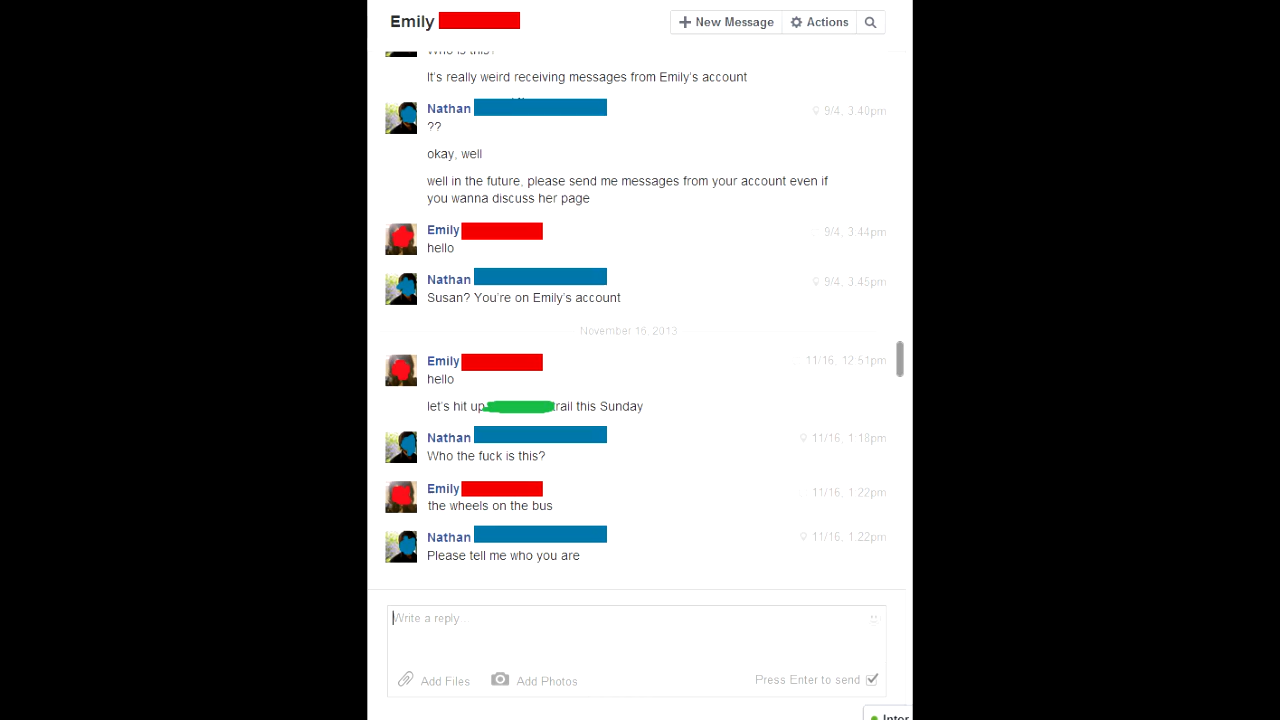 Emily
New Message
Actions
Who is this?
It's really weird receiving messages from Emily's account
Nathan
9/4, 3:40pm
??
okay, well
well in the future, please send me messages from your account even if
you wanna discuss her page
Emily
9/4, 3:44pm
hello
Nathan
9/4, 3:45pm
Susan? You're on Emily's account
November 16, 2013
Emily
11/16, 12:51pm
hello
let's hit up trail this Sunday
Nathan
11/16, 1:18pm
Who the fuck is this?
Emily
11/16, 1:22pm
the wheels on the bus
Nathan
11/16, 1:22pm
Please tell me who you are
Write a reply...
Add Files
Add Photos
Press Enter to send